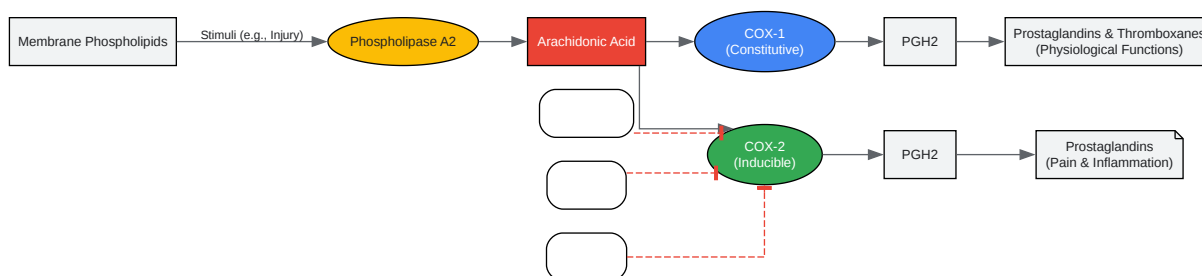 Membrane Phospholipids
Stimuli (e.g., Injury)
Phospholipase A2
Arachidonic Acid
COX-1
(Constitutive)
PGH2
Prostaglandins & Thromboxanes
(Physiological Functions)
COX-2
(Inducible)
PGH2
Prostaglandins
(Pain & Inflammation)